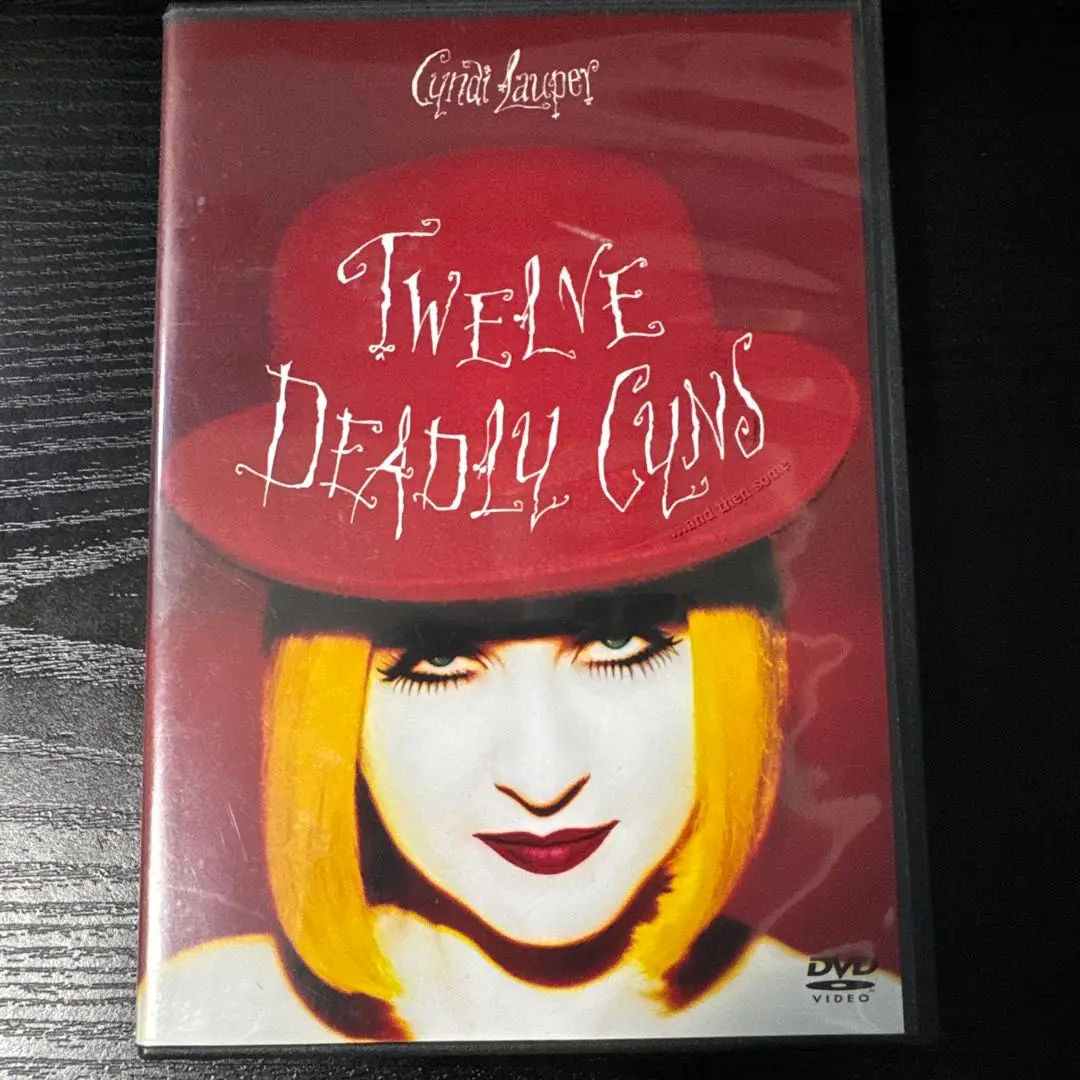 Cyndi Lauper
TWELVE
DEADLY CYNS
...and then some
DVD
VIDEO